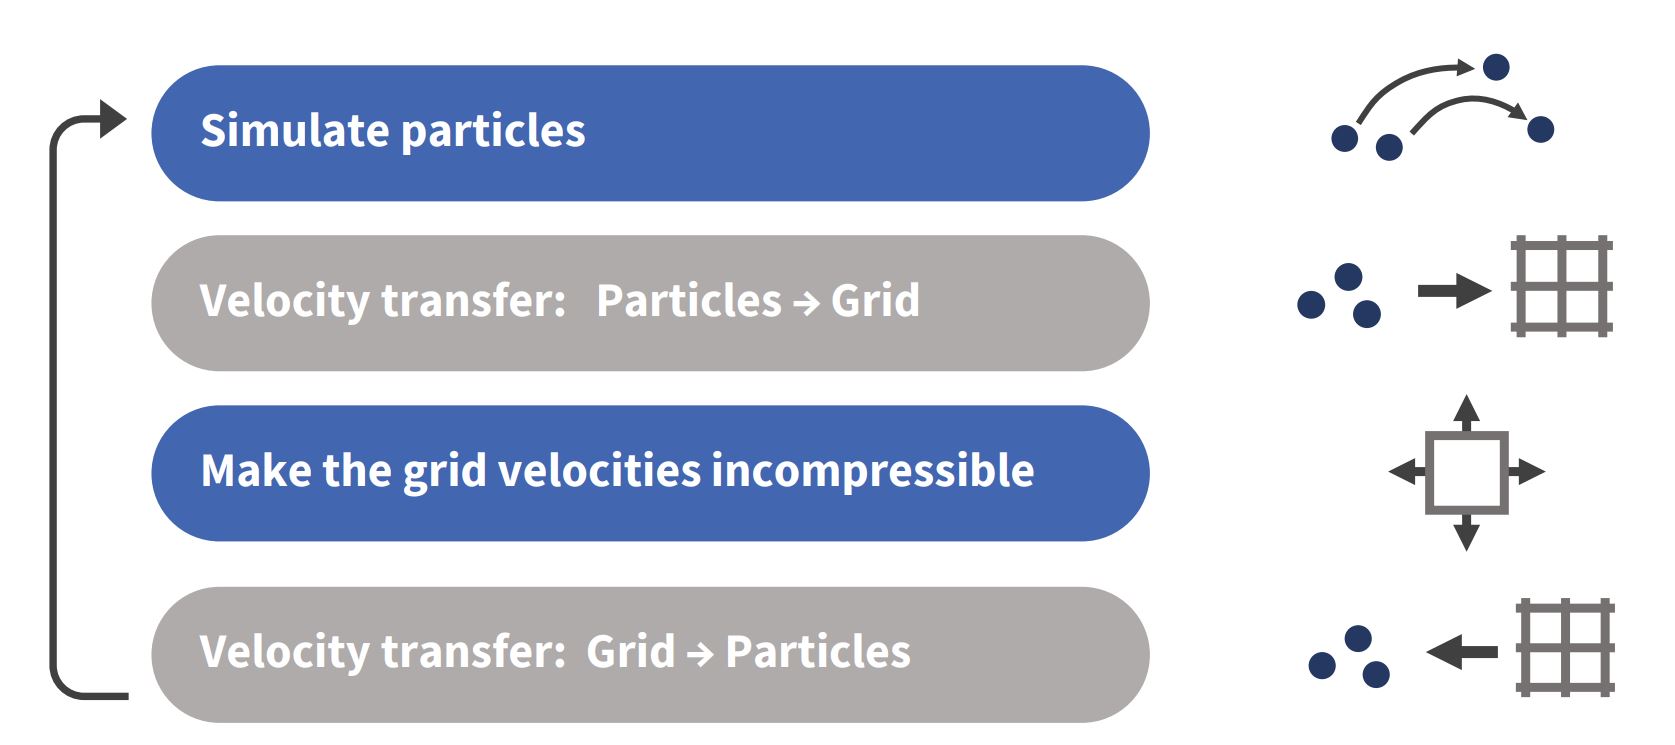 Simulate particles
Velocity transfer: Particles → Grid
Make the grid velocities incompressible
Velocity transfer: Grid → Particles